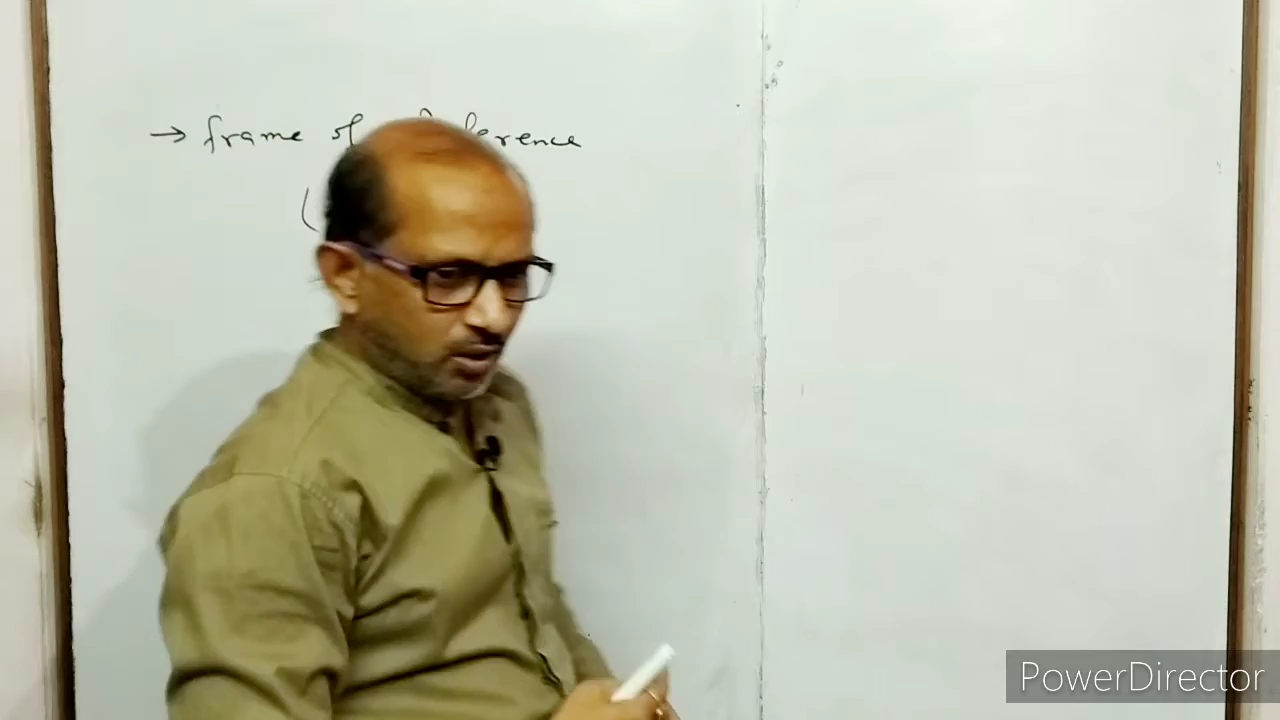 → frame of
(
PowerDirector